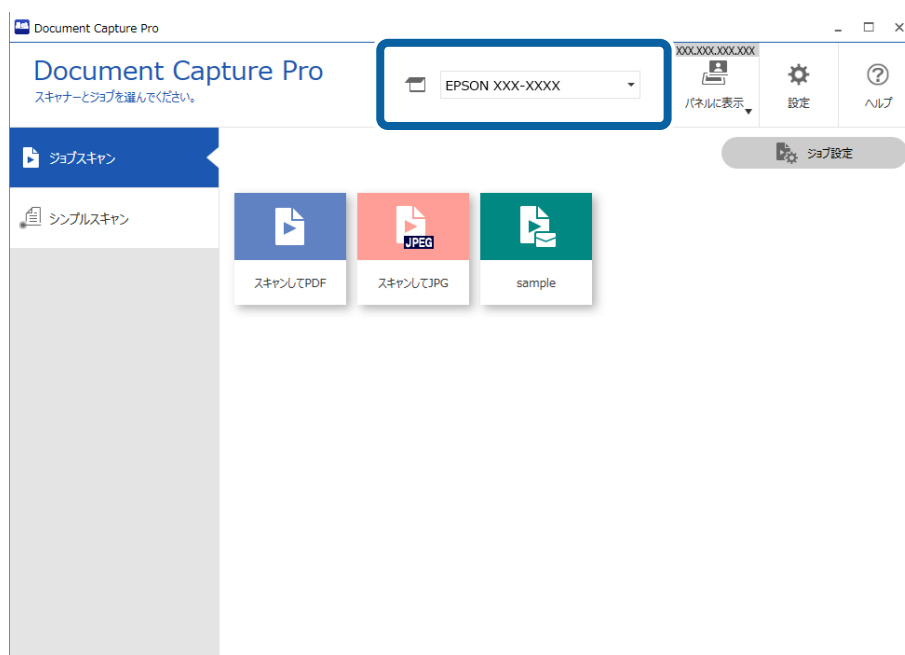 Document Capture Pro
Document Capture Pro
スキャナーとジョブを選んでください。
EPSON XXX-XXXX
XXX.XXX.XXX.XXX
パネルに表示
設定
ヘルプ
ジョブスキャン
ジョブ設定
シンプルスキャン
JPEG
スキャンしてPDF
スキャンしてJPG
sample